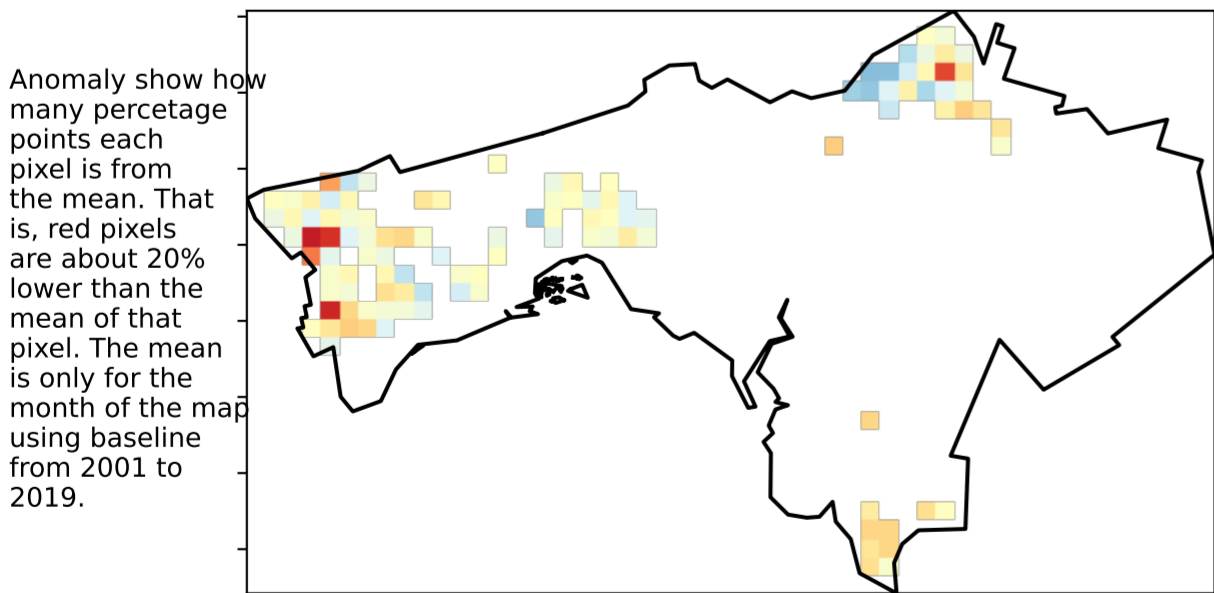 Anomaly show how
many percetage
points each
pixel is from
the mean. That
is, red pixels
are about 20%
lower than the
mean of that
pixel. The mean
is only for the
month of the map
using baseline
from 2001 to
2019.